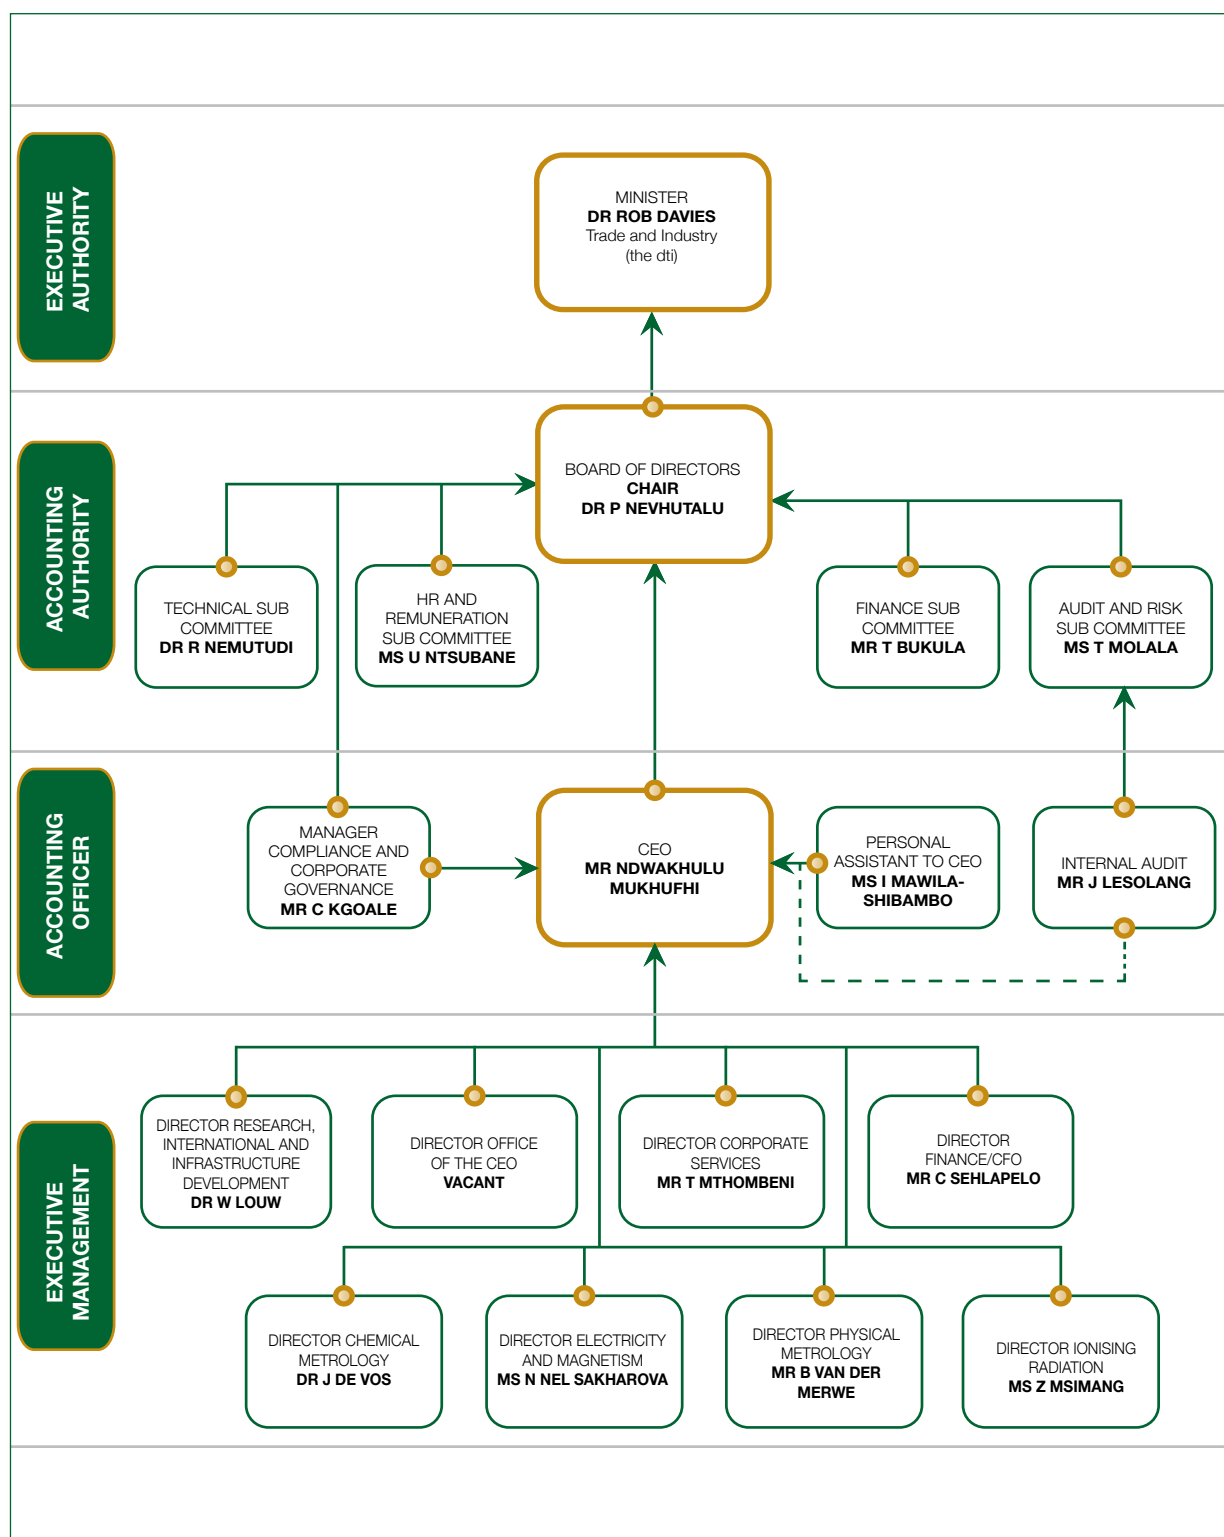 EXECUTIVE
AUTHORITY
MINISTER
DR ROB DAVIES
Trade and Industry
(the dti)
ACCOUNTING
AUTHORITY
BOARD OF DIRECTORS
CHAIR
DR P NEVHUTALU
TECHNICAL SUB
COMMITTEE
DR R NEMUTUDI
HR AND
REMUNERATION
SUB COMMITTEE
MS U NTSUBANE
FINANCE SUB
COMMITTEE
MR T BUKULA
AUDIT AND RISK
SUB COMMITTEE
MS T MOLALA
ACCOUNTING
OFFICER
MANAGER
COMPLIANCE AND
CORPORATE
GOVERNANCE
MR C KGOALE
CEO
MR NDWAKHULU
MUKHUFHI
PERSONAL
ASSISTANT TO CEO
MS I MAWILA-
SHIBAMBO
INTERNAL AUDIT
MR J LESOLANG
EXECUTIVE
MANAGEMENT
DIRECTOR RESEARCH,
INTERNATIONAL AND
INFRASTRUCTURE
DEVELOPMENT
DR W LOUW
DIRECTOR OFFICE
OF THE CEO
VACANT
DIRECTOR CORPORATE
SERVICES
MR T MTHOMBENI
DIRECTOR
FINANCE/CFO
MR C SEHLAPELO
DIRECTOR CHEMICAL
METROLOGY
DR J DE VOS
DIRECTOR ELECTRICITY
AND MAGNETISM
MS N NEL SAKHAROVA
DIRECTOR PHYSICAL
METROLOGY
MR B VAN DER
MERWE
DIRECTOR IONISING
RADIATION
MS Z MSIMANG